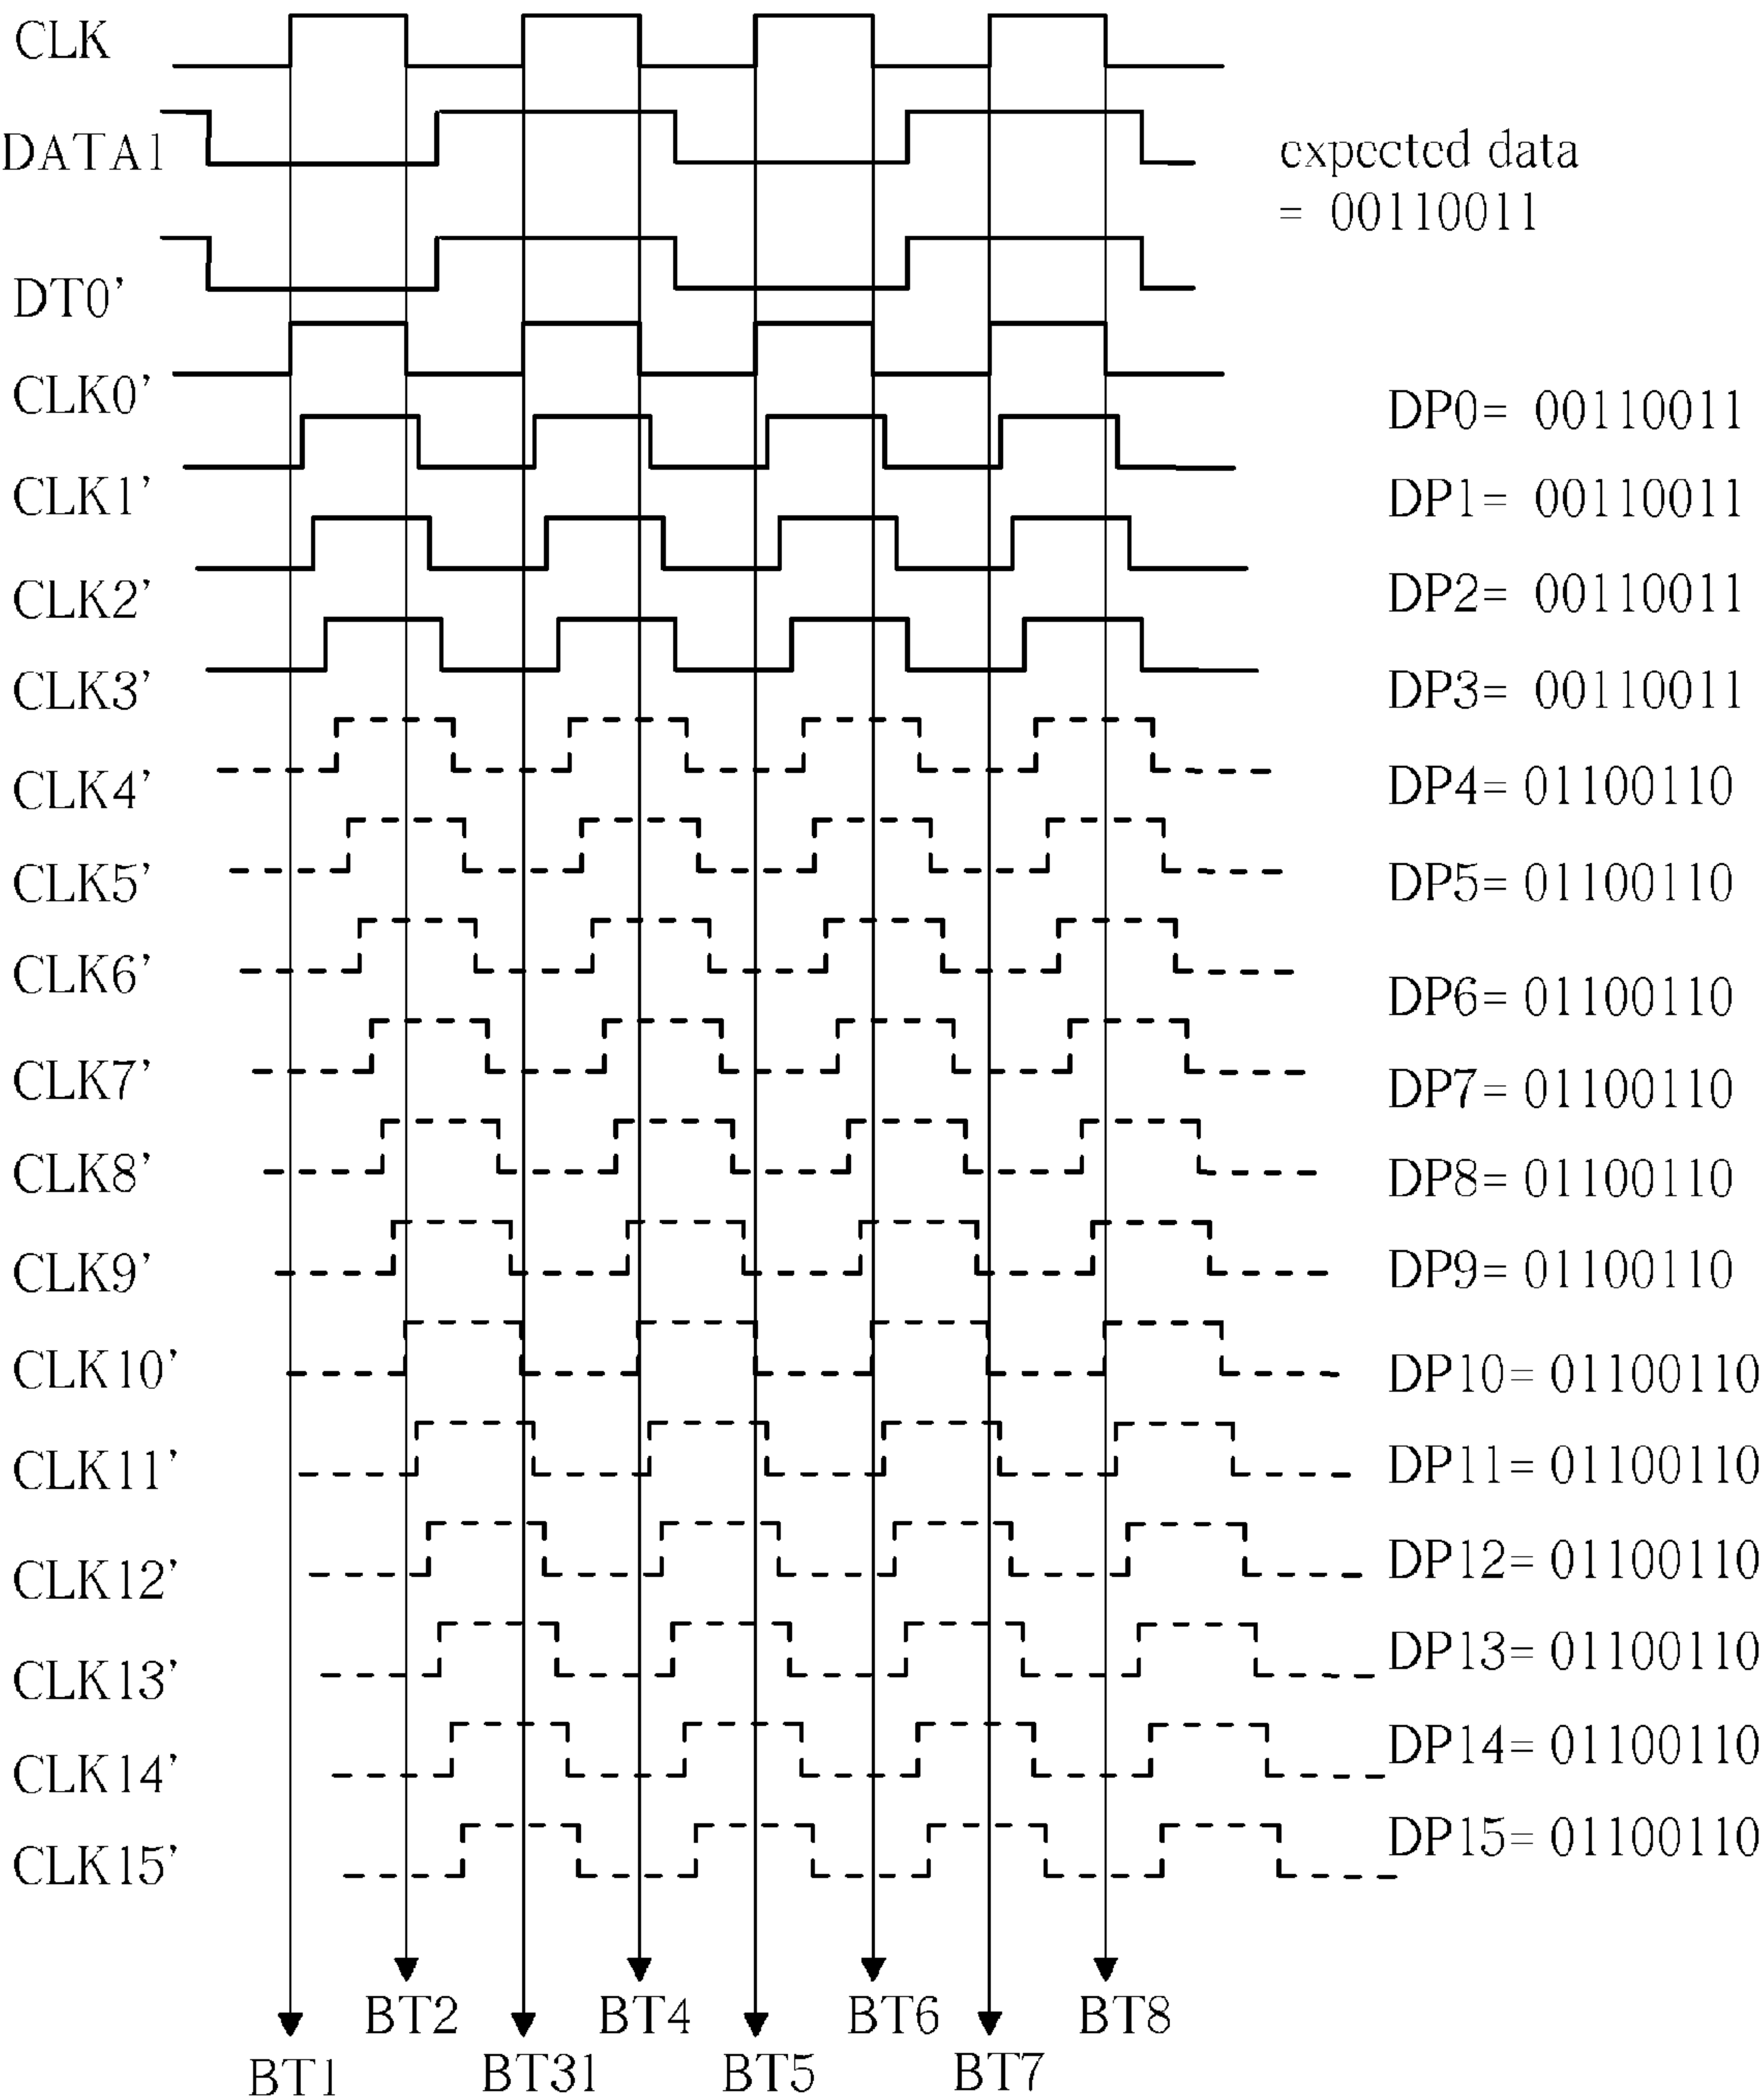 CLK
DATA1
expected data
= 00110011
DT0’
CLK0’
DP0= 00110011
CLK1’
DP1= 00110011
CLK2’
DP2= 00110011
CLK3’
DP3= 00110011
CLK4’
DP4= 01100110
CLK5’
DP5= 01100110
CLK6’
DP6= 01100110
CLK7’
DP7= 01100110
CLK8’
DP8= 01100110
CLK9’
DP9= 01100110
CLK10’
DP10= 01100110
CLK11’
DP11= 01100110
CLK12’
DP12= 01100110
CLK13’
DP13= 01100110
CLK14’
DP14= 01100110
CLK15’
DP15= 01100110
BT2 BT4 BT6 BT8
BT1 BT31 BT5 BT7